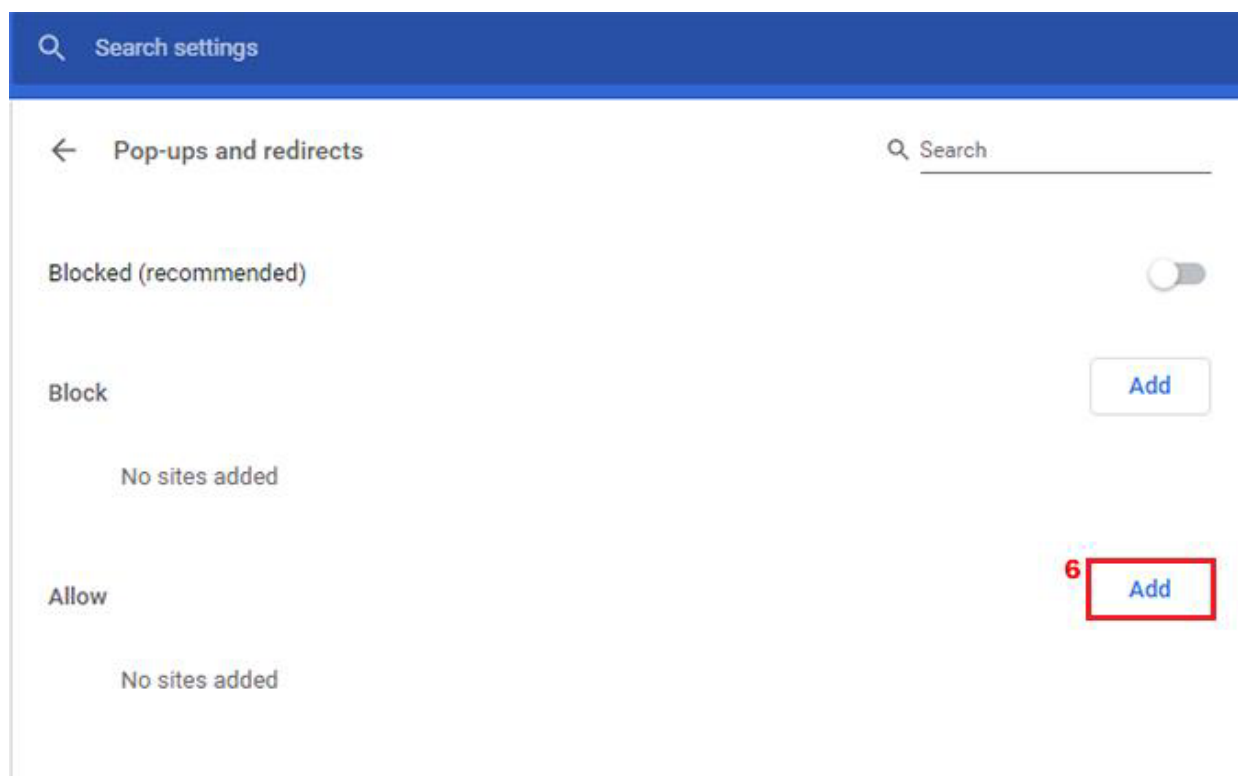 Search settings
Pop-ups and redirects
Search
Blocked (recommended)
Block
Add
No sites added
6
Allow
Add
No sites added